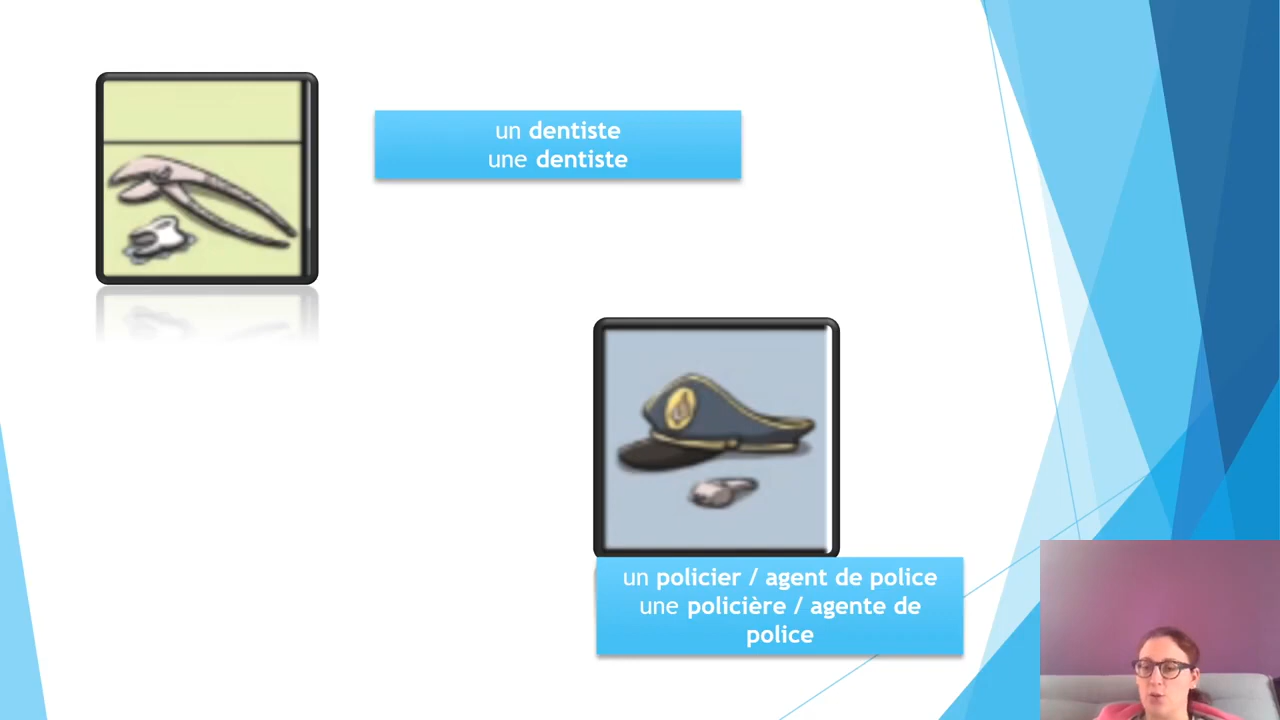 un dentiste
une dentiste
un policier / agent de police
une policière / agente de
police